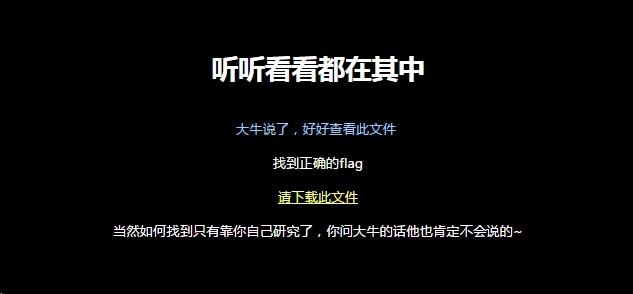 听听看看都在其中
大牛说了，好好查看此文件
找到正确的flag
请下载此文件
当然如何找到只有靠你自己研究了，你问大牛的话他也肯定不会说的~